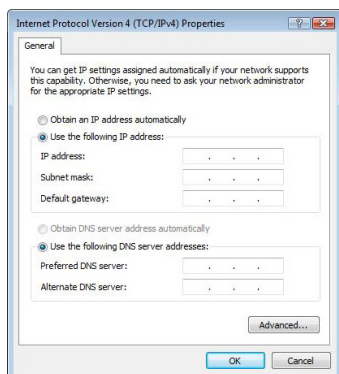 Internet Protocol Version 4 (TCP/IPv4) Properties
General
You can get IP settings assigned automatically if your network supports
this capability. Otherwise, you need to ask your network administrator
for the appropriate IP settings.
Obtain an IP address automatically
Use the following IP address:
IP address:
Subnet mask:
Default gateway:
Obtain DNS server address automatically
Use the following DNS server addresses:
Preferred DNS server:
Alternate DNS server:
Advanced...
OK Cancel